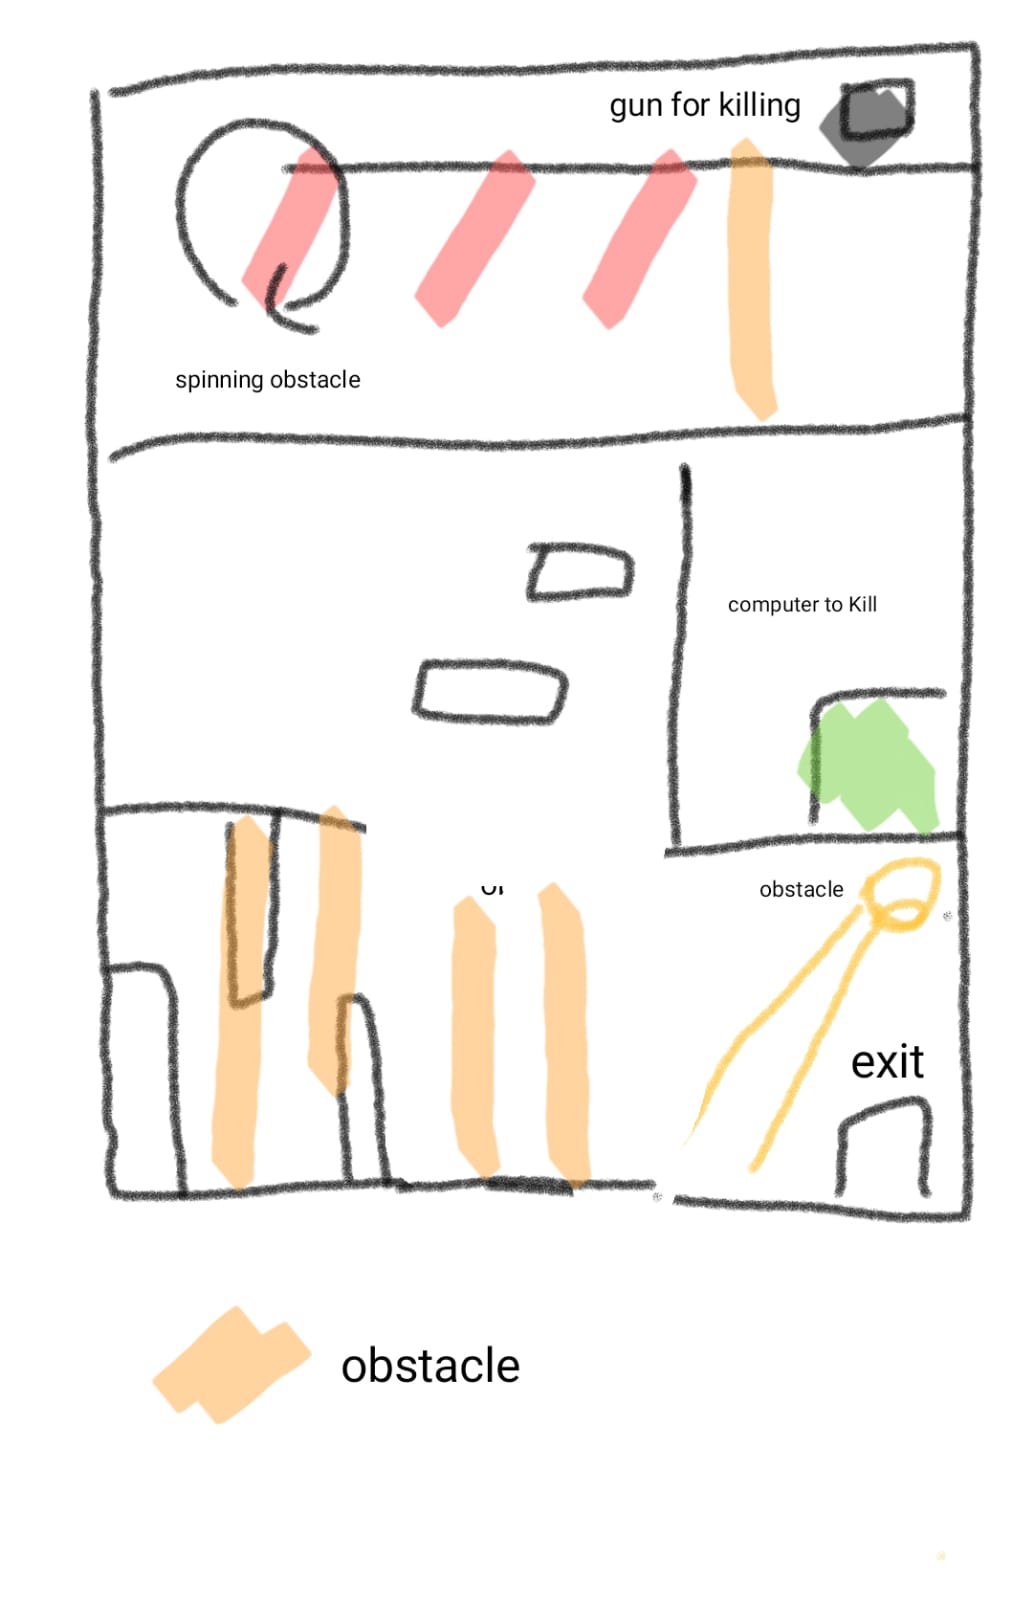 gun for killing
spinning obstacle
computer to Kill
obstacle
exit
obstacle